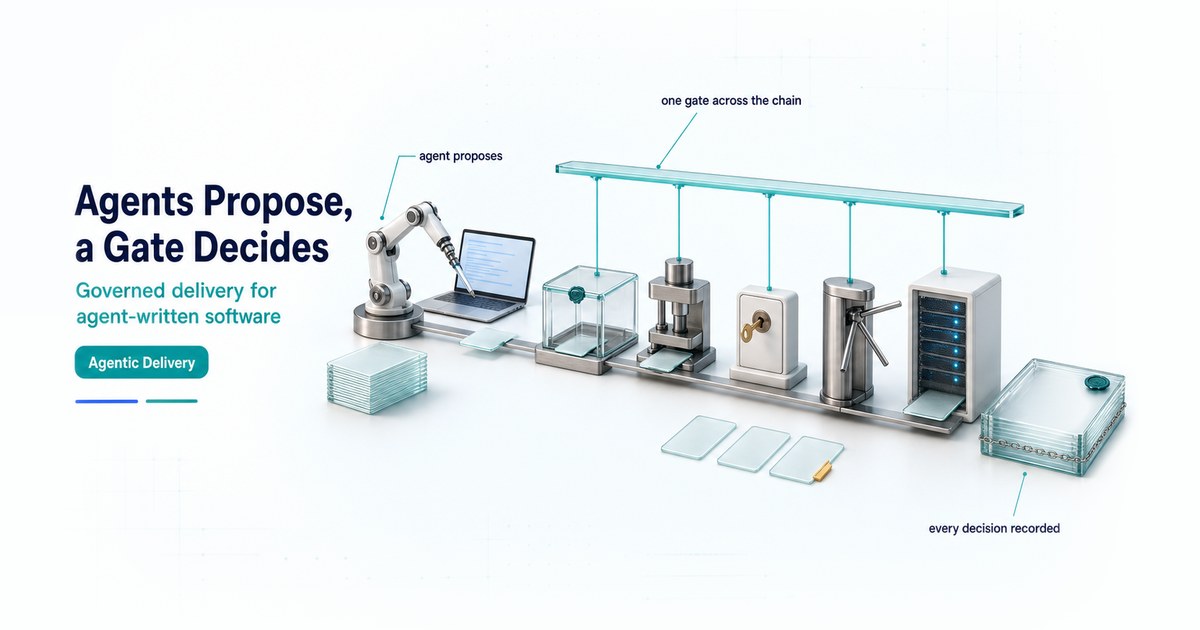 Agents Propose,
a Gate Decides
Governed delivery for
agent-written software
Agentic Delivery
agent proposes
one gate across the chain
every decision recorded